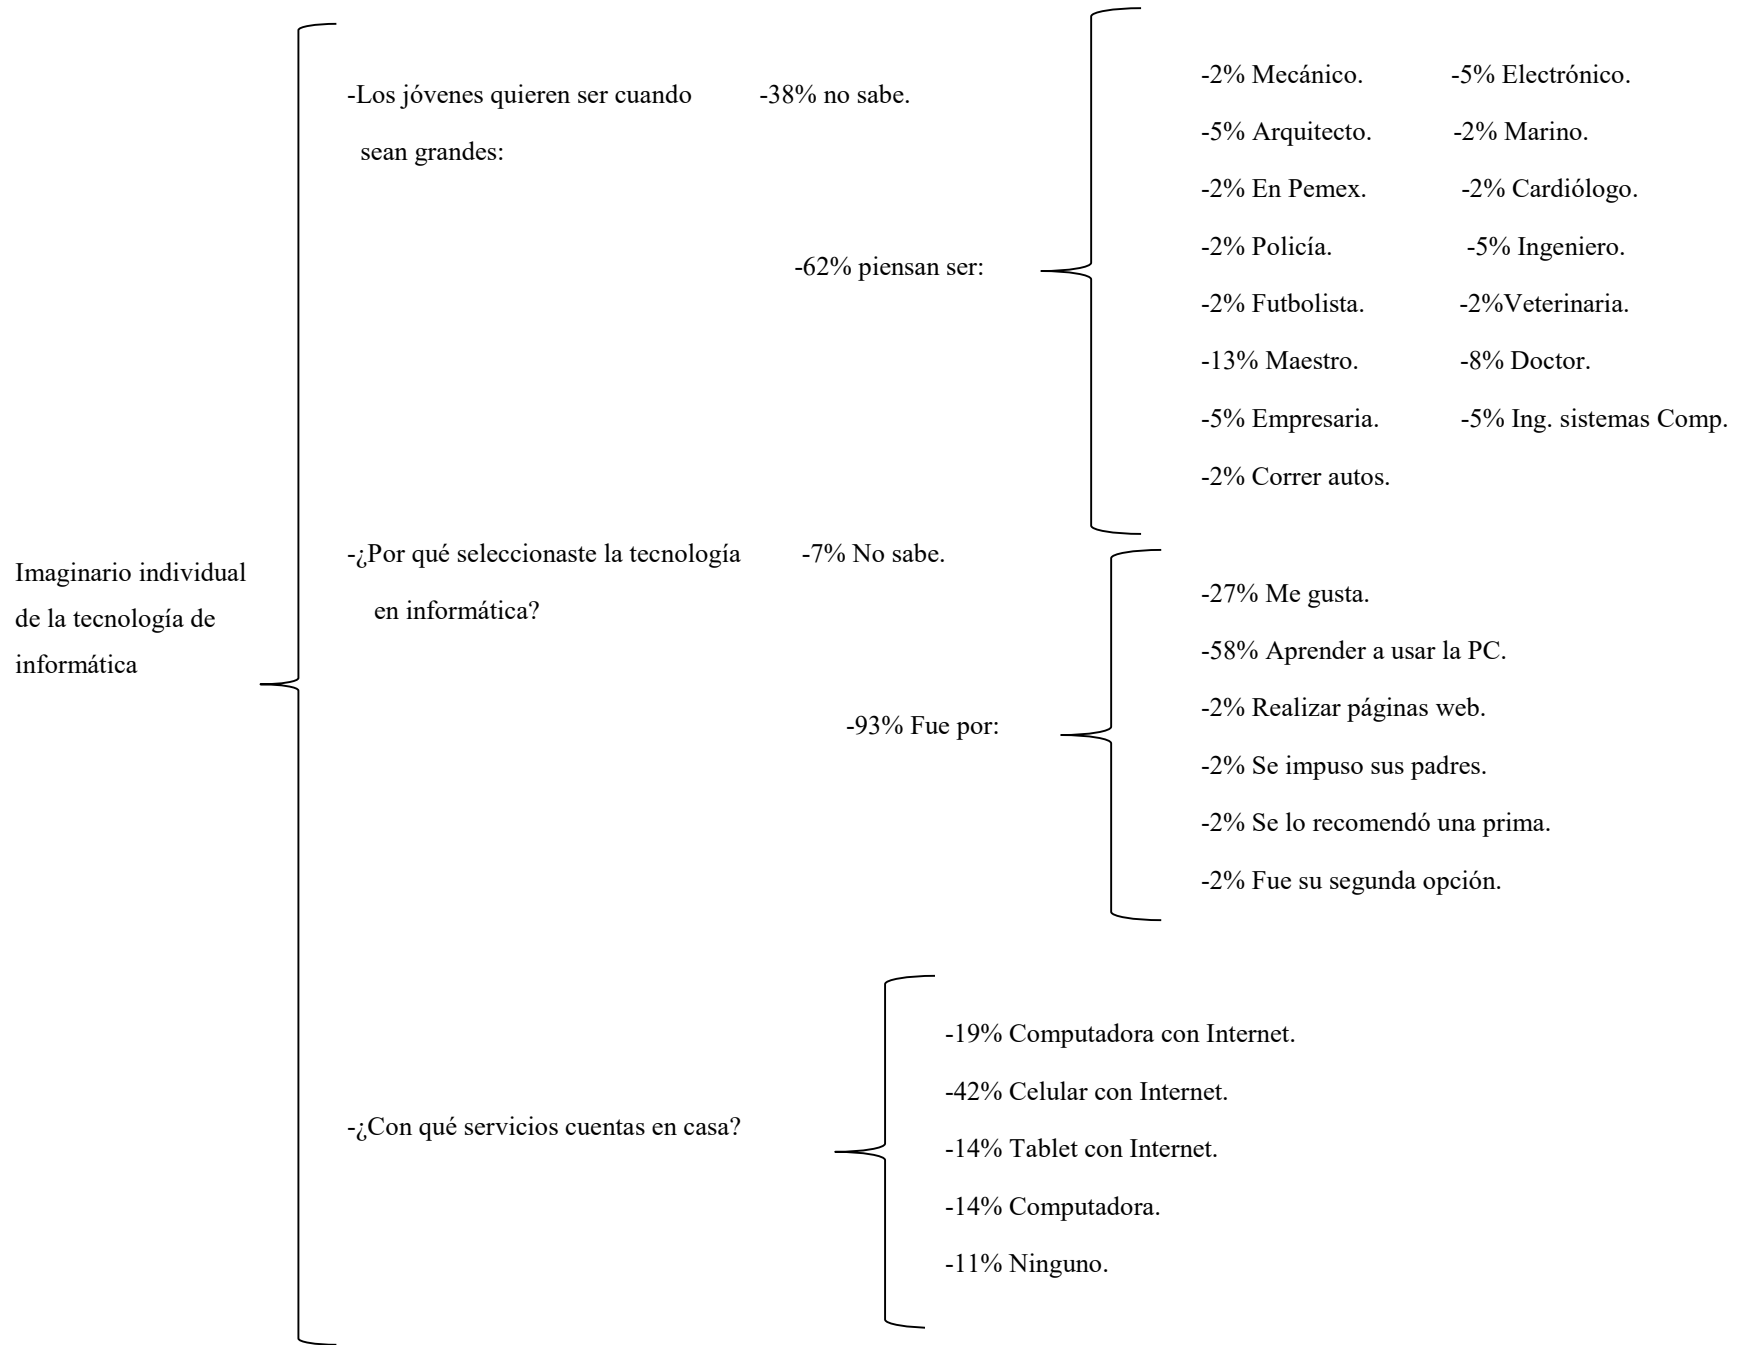 Imaginario individual
de la tecnología de
informática
-Los jóvenes quieren ser cuando
sean grandes:
-38% no sabe.
-62% piensan ser:
-2% Mecánico. -5% Electrónico.
-5% Arquitecto. -2% Marino.
-2% En Pemex. -2% Cardiólogo.
-2% Policía. -5% Ingeniero.
-2% Futbolista. -2%Veterinaria.
-13% Maestro. -8% Doctor.
-5% Empresaria. -5% Ing. sistemas Comp.
-2% Correr autos.
-¿Por qué seleccionaste la tecnología
en informática?
-7% No sabe.
-93% Fue por:
-27% Me gusta.
-58% Aprender a usar la PC.
-2% Realizar páginas web.
-2% Se impuso sus padres.
-2% Se lo recomendó una prima.
-2% Fue su segunda opción.
-¿Con qué servicios cuentas en casa?
-19% Computadora con Internet.
-42% Celular con Internet.
-14% Tablet con Internet.
-14% Computadora.
-11% Ninguno.